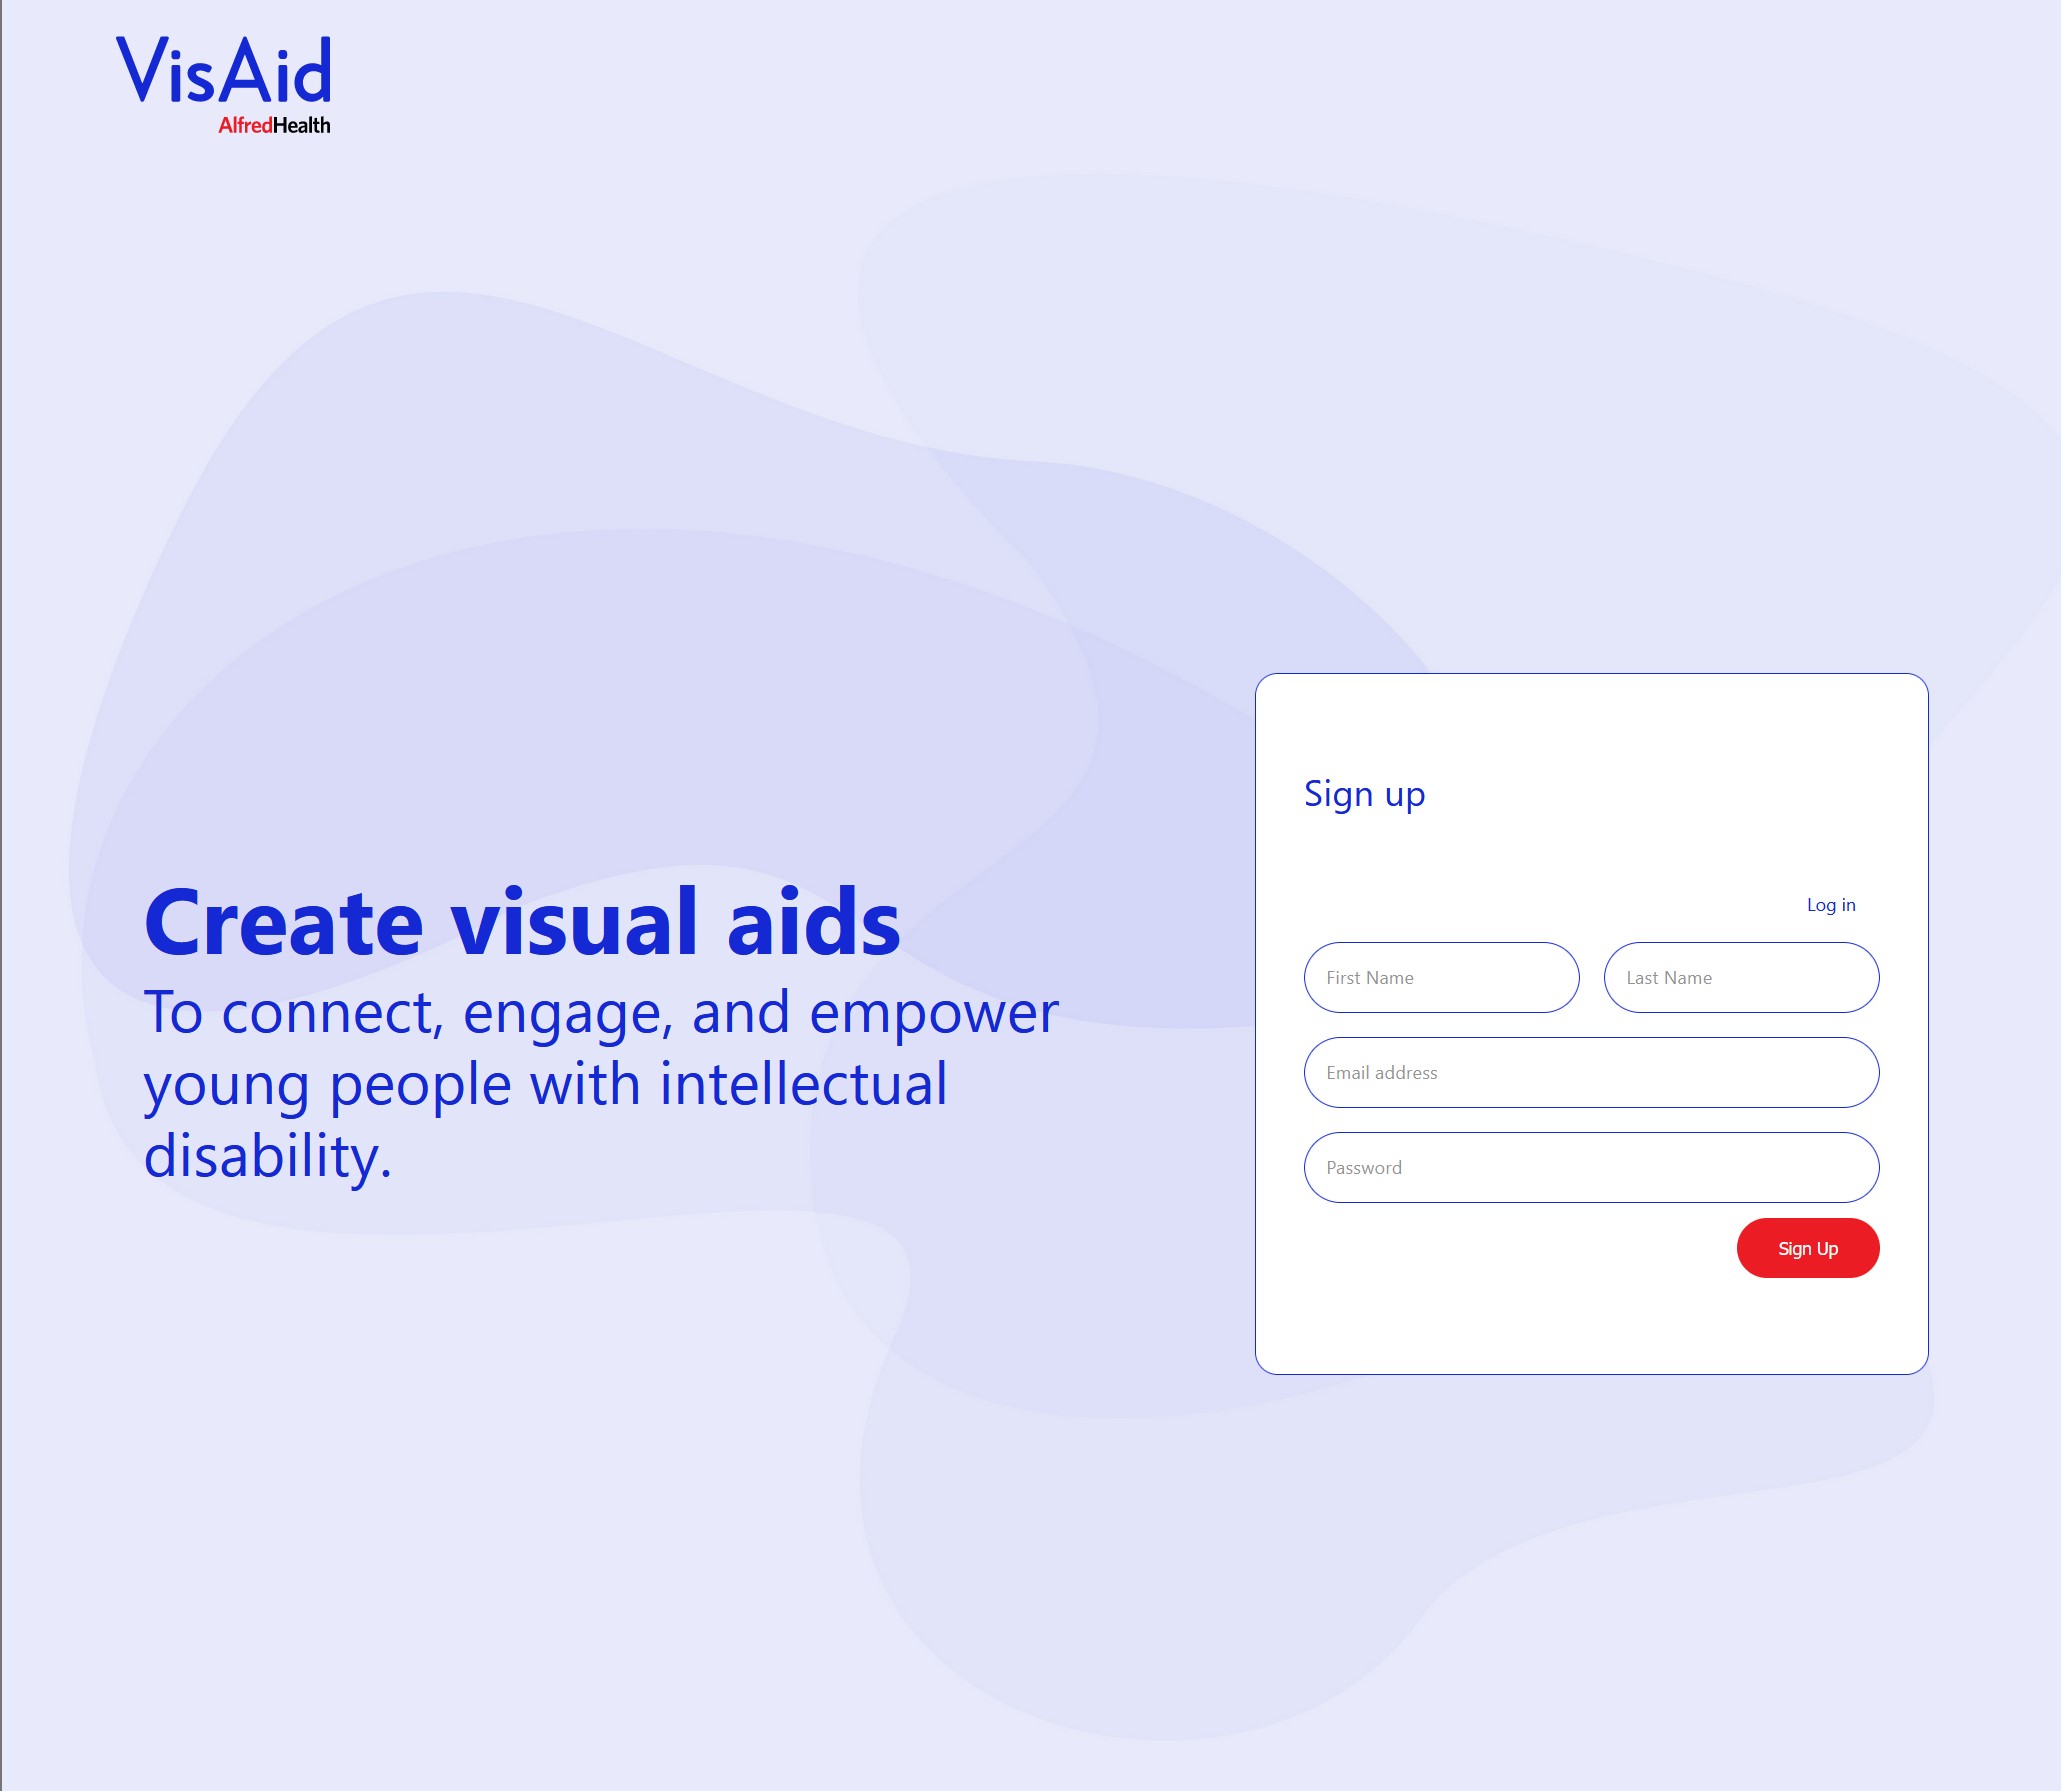 VisAid
AlfredHealth
Create visual aids
To connect, engage, and empower
young people with intellectual
disability.
Sign up
Log in
First Name
Last Name
Email address
Password
Sign Up